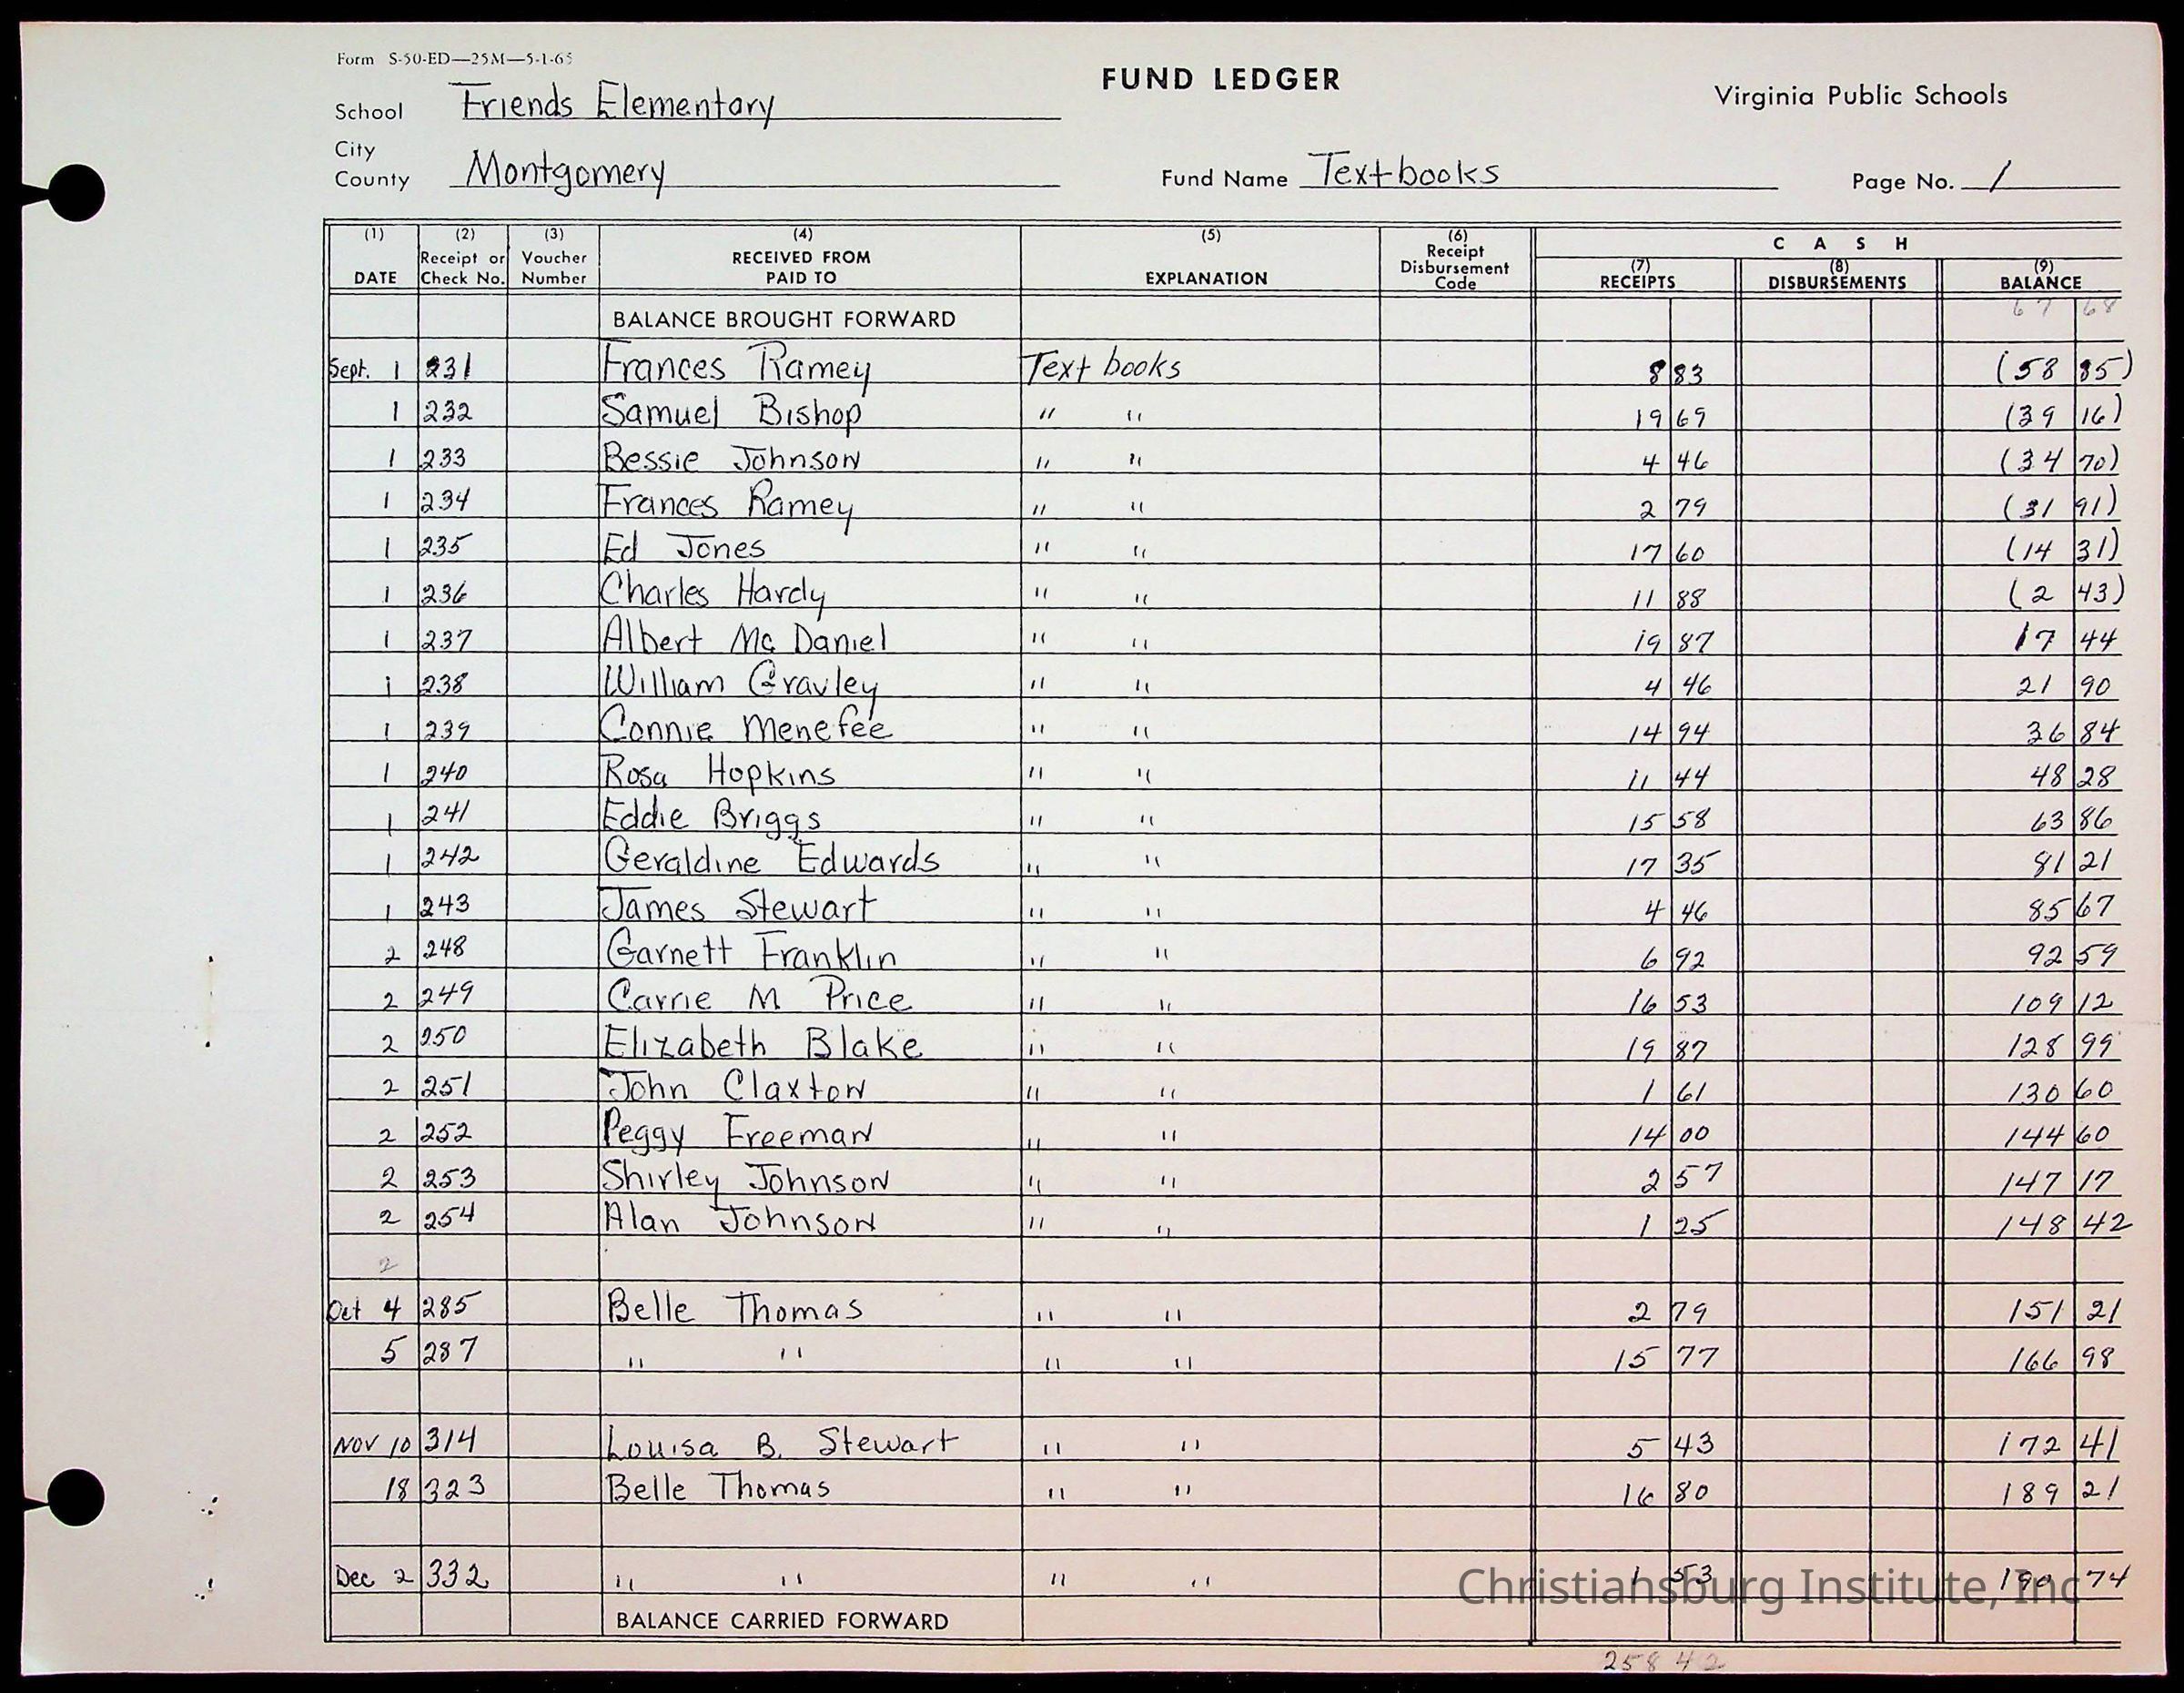 Form S-50-ED—25M—5-1-65
FUND LEDGER
Virginia Public Schools
School Friends Elementary
City
County Montgomery
Fund Name Textbooks
Page No. 1
(1) (2) (3) (4) (5) (6) C A S H
DATE Receipt or Check No. Voucher Number RECEIVED FROM PAID TO EXPLANATION Receipt Disbursement Code (7) RECEIPTS (8) DISBURSEMENTS (9) BALANCE
BALANCE BROUGHT FORWARD 67 68
Sept. 1 231 Frances Ramey Text books 8 83 (58 85)
1 232 Samuel Bishop " " 19 69 (39 16)
1 233 Bessie Johnson " " 4 46 (34 70)
1 234 Frances Ramey " " 2 79 (31 91)
1 235 Ed Jones " " 17 60 (14 31)
1 236 Charles Hardy " " 11 88 (2 43)
1 237 Albert Mc Daniel " " 19 87 17 44
1 238 William Gravley " " 4 46 21 90
1 239 Connie Menefee " " 14 94 36 84
1 240 Rosa Hopkins " " 11 44 48 28
1 241 Eddie Briggs " " 15 58 63 86
1 242 Geraldine Edwards " " 17 35 81 21
1 243 James Stewart " " 4 46 85 67
2 248 Garnett Franklin " " 6 92 92 59
2 249 Carrie M Price " " 16 53 109 12
2 250 Elizabeth Blake " " 19 87 128 99
2 251 John Claxton " " 1 61 130 60
2 252 Peggy Freeman " " 14 00 144 60
2 253 Shirley Johnson " " 2 57 147 17
2 254 Alan Johnson " " 1 25 148 42
2
Oct 4 285 Belle Thomas " " 2 79 151 21
5 287 " " " " 15 77 166 98
Nov 10 314 Louisa B. Stewart " " 5 43 172 41
18 323 Belle Thomas " " 16 80 189 21
Dec 2 332 " " " " 1 53 190 74
Christiansburg Institute, Inc
BALANCE CARRIED FORWARD
258 42